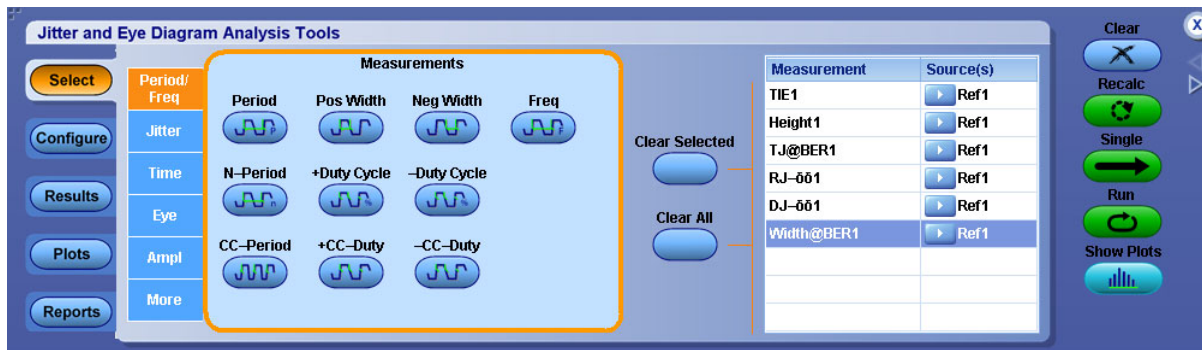 Jitter and Eye Diagram Analysis Tools
Select
Configure
Results
Plots
Reports
Period/
Freq
Jitter
Time
Eye
Ampl
More
Measurements
Period Pos Width Neg Width Freq
N–Period +Duty Cycle –Duty Cycle
CC–Period +CC–Duty –CC–Duty
Clear Selected
Clear All
Measurement Source(s)
TIE1 Ref1
Height1 Ref1
TJ@BER1 Ref1
RJ–δδ1 Ref1
DJ–δδ1 Ref1
Width@BER1 Ref1
Clear
X
Recalc
Single
Run
Show Plots